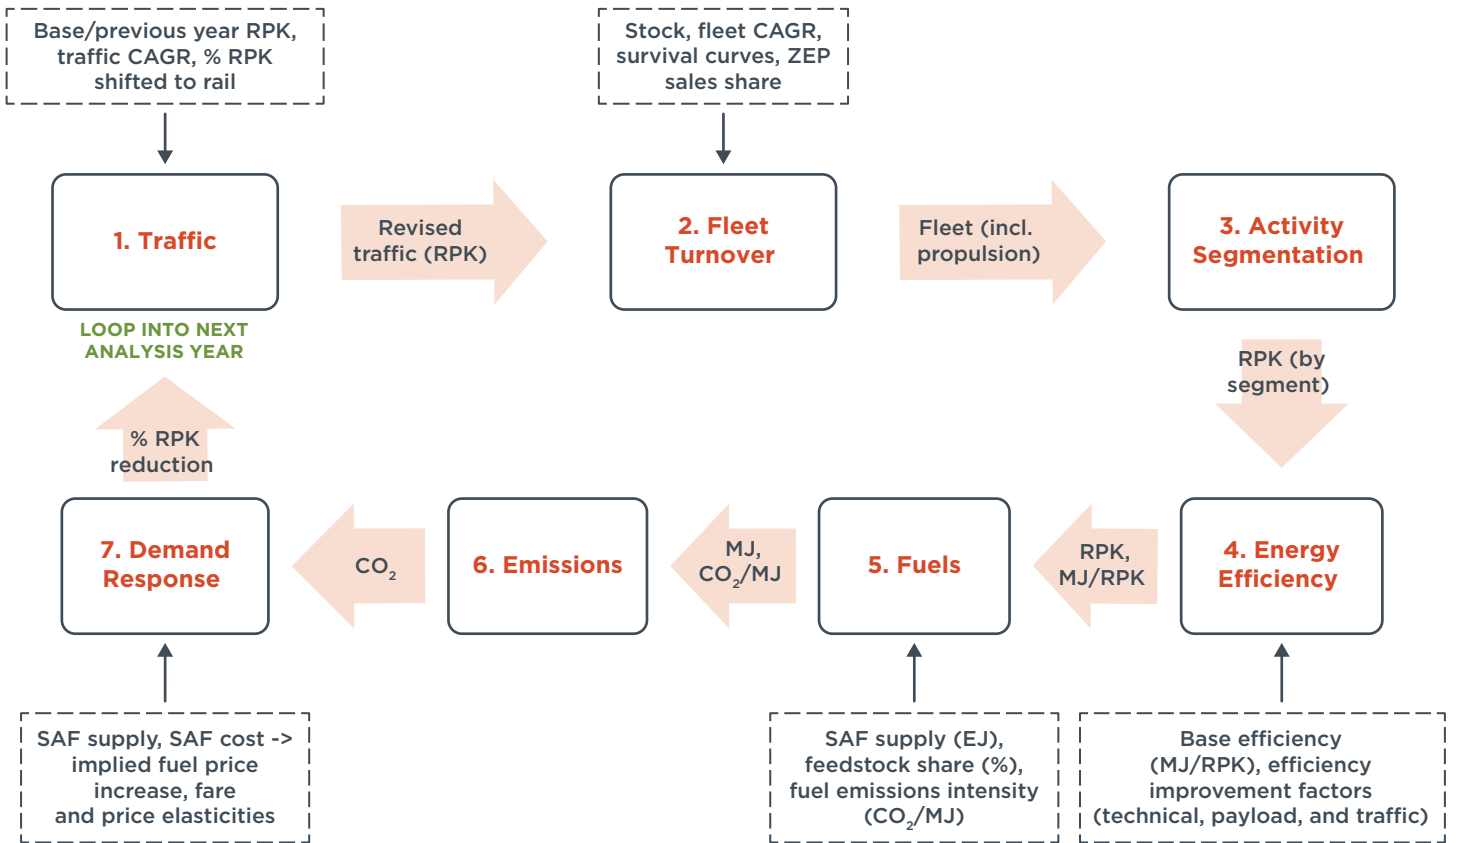 Base/previous year RPK,
traffic CAGR, % RPK
shifted to rail
Stock, fleet CAGR,
survival curves, ZEP
sales share
1. Traffic
Revised
traffic (RPK)
2. Fleet
Turnover
Fleet (incl.
propulsion)
3. Activity
Segmentation
LOOP INTO NEXT
ANALYSIS YEAR
RPK (by
segment)
% RPK
reduction
7. Demand
Response
CO₂
6. Emissions
MJ,
CO₂/MJ
5. Fuels
RPK,
MJ/RPK
4. Energy
Efficiency
SAF supply, SAF cost ->
implied fuel price
increase, fare
and price elasticities
SAF supply (EJ),
feedstock share (%),
fuel emissions intensity
(CO₂/MJ)
Base efficiency
(MJ/RPK), efficiency
improvement factors
(technical, payload, and traffic)